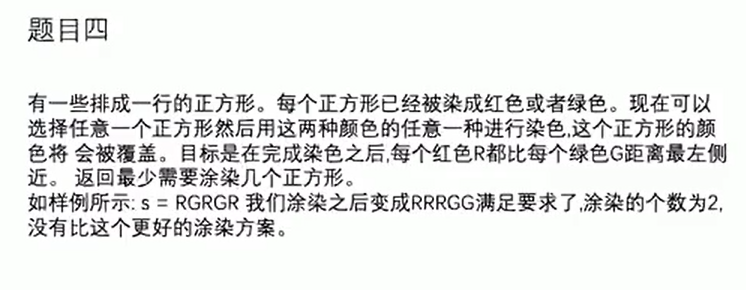 题目四
有一些排成一行的正方形。每个正方形已经被染成红色或者绿色。现在可以
选择任意一个正方形然后用这两种颜色的任意一种进行染色,这个正方形的颜
色将 会被覆盖。目标是在完成染色之后,每个红色R都比每个绿色G距离最左侧
近。 返回最少需要涂染几个正方形。
如样例所示: s = RGRGR 我们涂染之后变成RRRGG满足要求了,涂染的个数为2,
没有比这个更好的涂染方案。